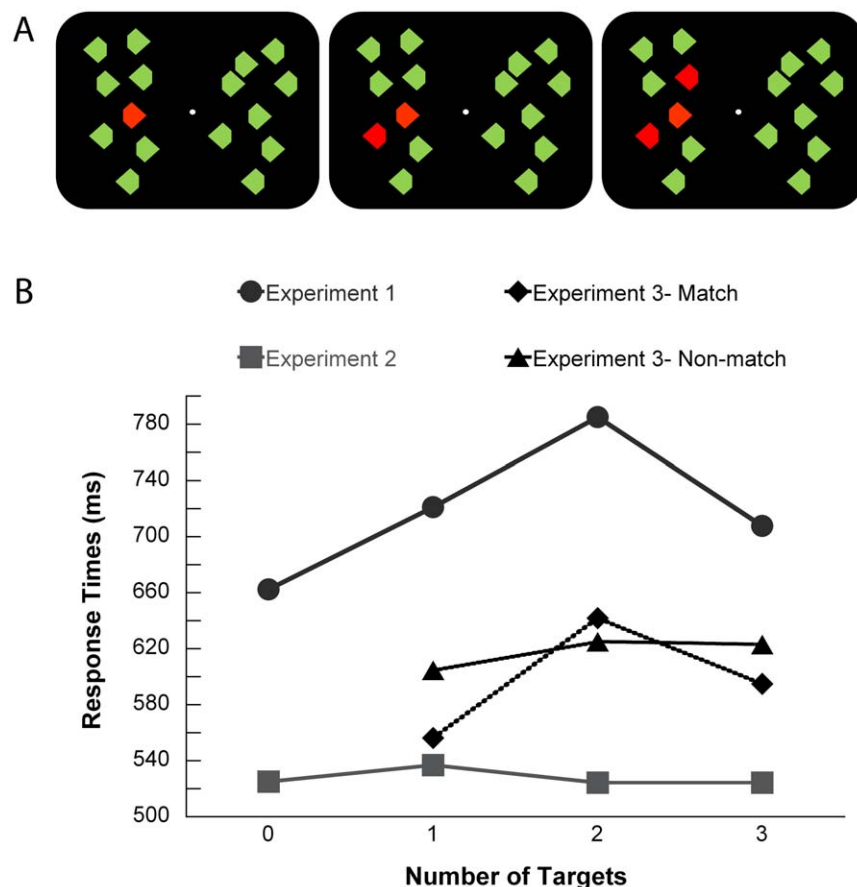 A
B
Experiment 1
Experiment 3- Match
Experiment 2
Experiment 3- Non-match
780
740
700
660
620
580
540
500
Response Times (ms)
0 1 2 3
Number of Targets